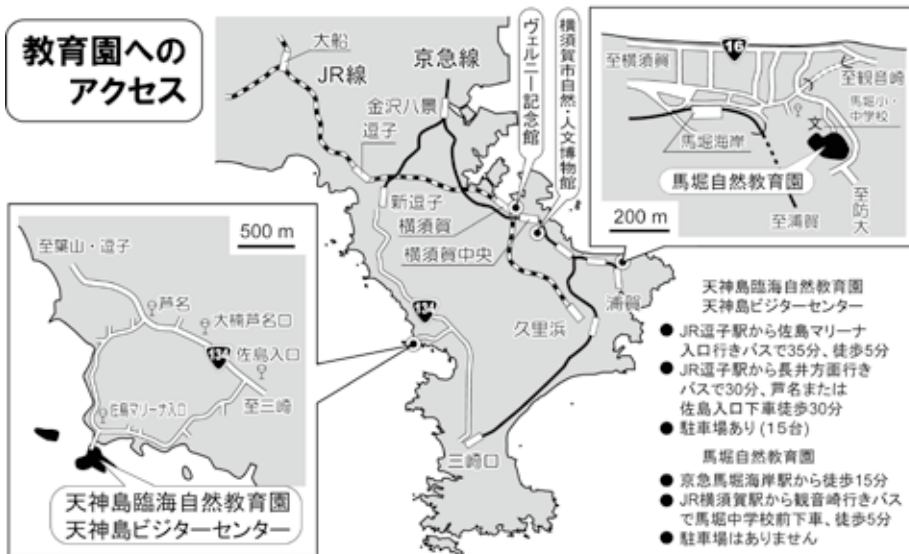 教育園への
アクセス
大船
JR線
京急線
金沢八景
逗子
新逗子
横須賀
横須賀中央
ヴェルニー記念館
横須賀市自然・人文博物館
久里浜
浦賀
134
三崎口
16
至横須賀
至観音崎
馬堀小・
中学校
文
馬堀海岸
馬堀自然教育園
200 m
至浦賀
至防大
500 m
至葉山・逗子
芦名
大楠芦名口
134
佐島入口
至三崎
佐島マリーナ入口
天神島臨海自然教育園
天神島ビジターセンター
天神島臨海自然教育園
天神島ビジターセンター
● JR逗子駅から佐島マリーナ
入口行きバスで35分、徒歩5分
● JR逗子駅から長井方面行き
バスで30分、芦名または
佐島入口下車徒歩30分
● 駐車場あり(15台)
馬堀自然教育園
● 京急馬堀海岸駅から徒歩15分
● JR横須賀駅から観音崎行きバス
で馬堀中学校前下車、徒歩5分
● 駐車場はありません